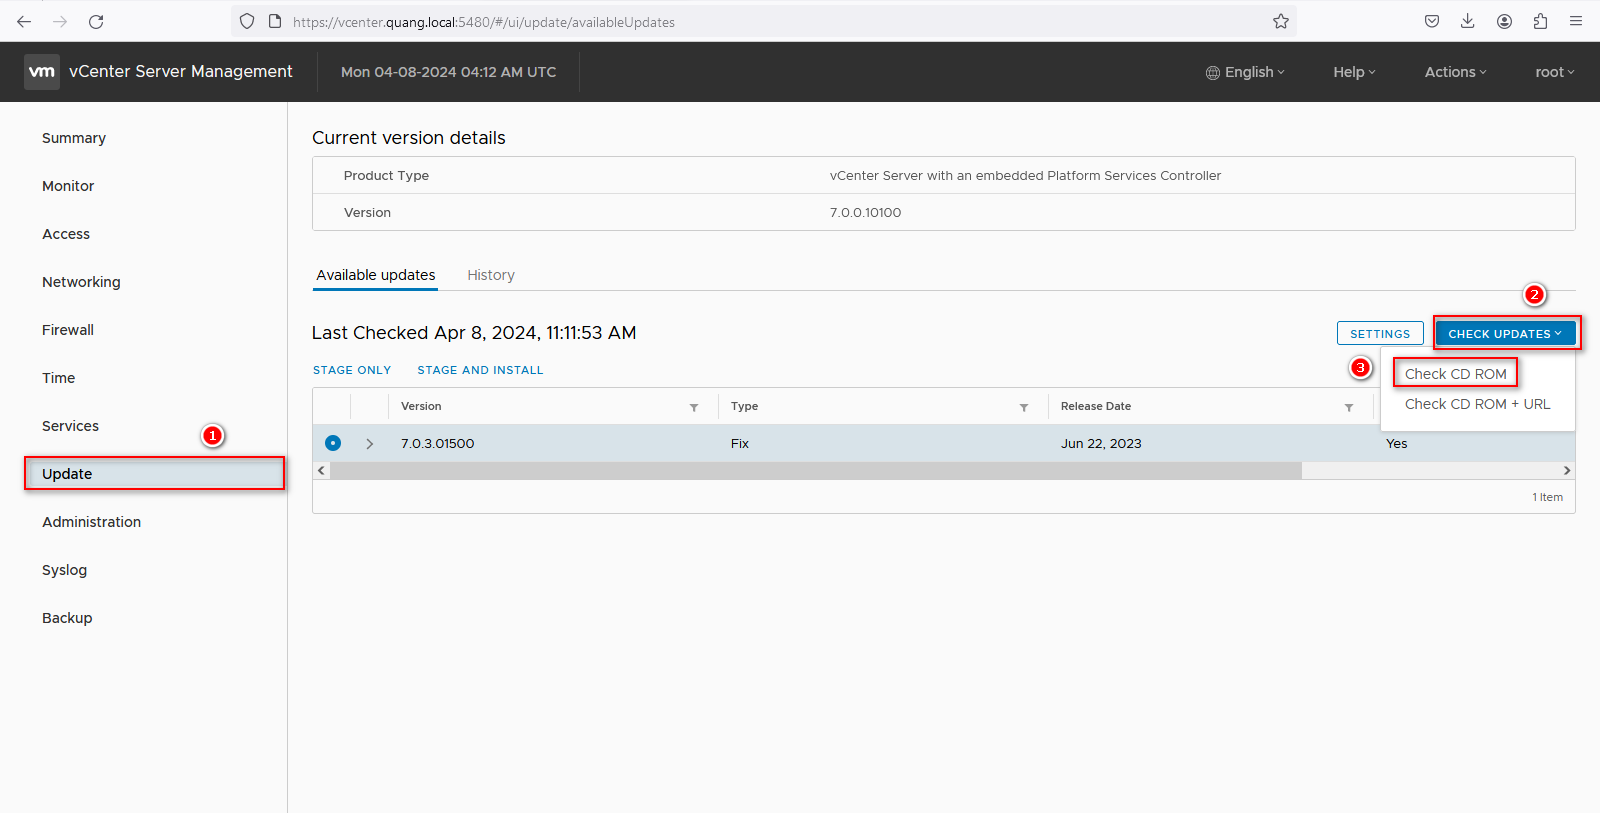 https://vcenter.quang.local:5480/#/ui/update/availableUpdates
vm vCenter Server Management Mon 04-08-2024 04:12 AM UTC English Help Actions root
Summary
Monitor
Access
Networking
Firewall
Time
Services
1
Update
Administration
Syslog
Backup
Current version details
Product Type vCenter Server with an embedded Platform Services Controller
Version 7.0.0.10100
Available updates History
2
Last Checked Apr 8, 2024, 11:11:53 AM SETTINGS CHECK UPDATES
3
Check CD ROM
Check CD ROM + URL
STAGE ONLY STAGE AND INSTALL
Version Type Release Date
7.0.3.01500 Fix Jun 22, 2023 Yes
1 Item